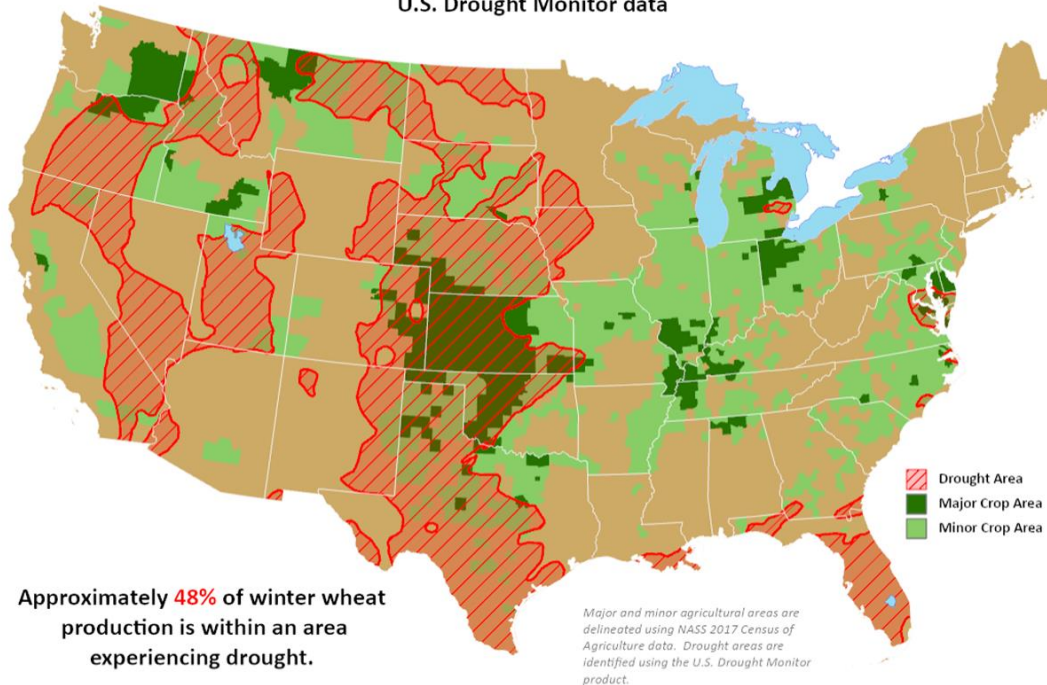 U.S. Drought Monitor data
Drought Area
Major Crop Area
Minor Crop Area
Approximately 48% of winter wheat
production is within an area
experiencing drought.
Major and minor agricultural areas are
delineated using NASS 2017 Census of
Agriculture data. Drought areas are
identified using the U.S. Drought Monitor
product.